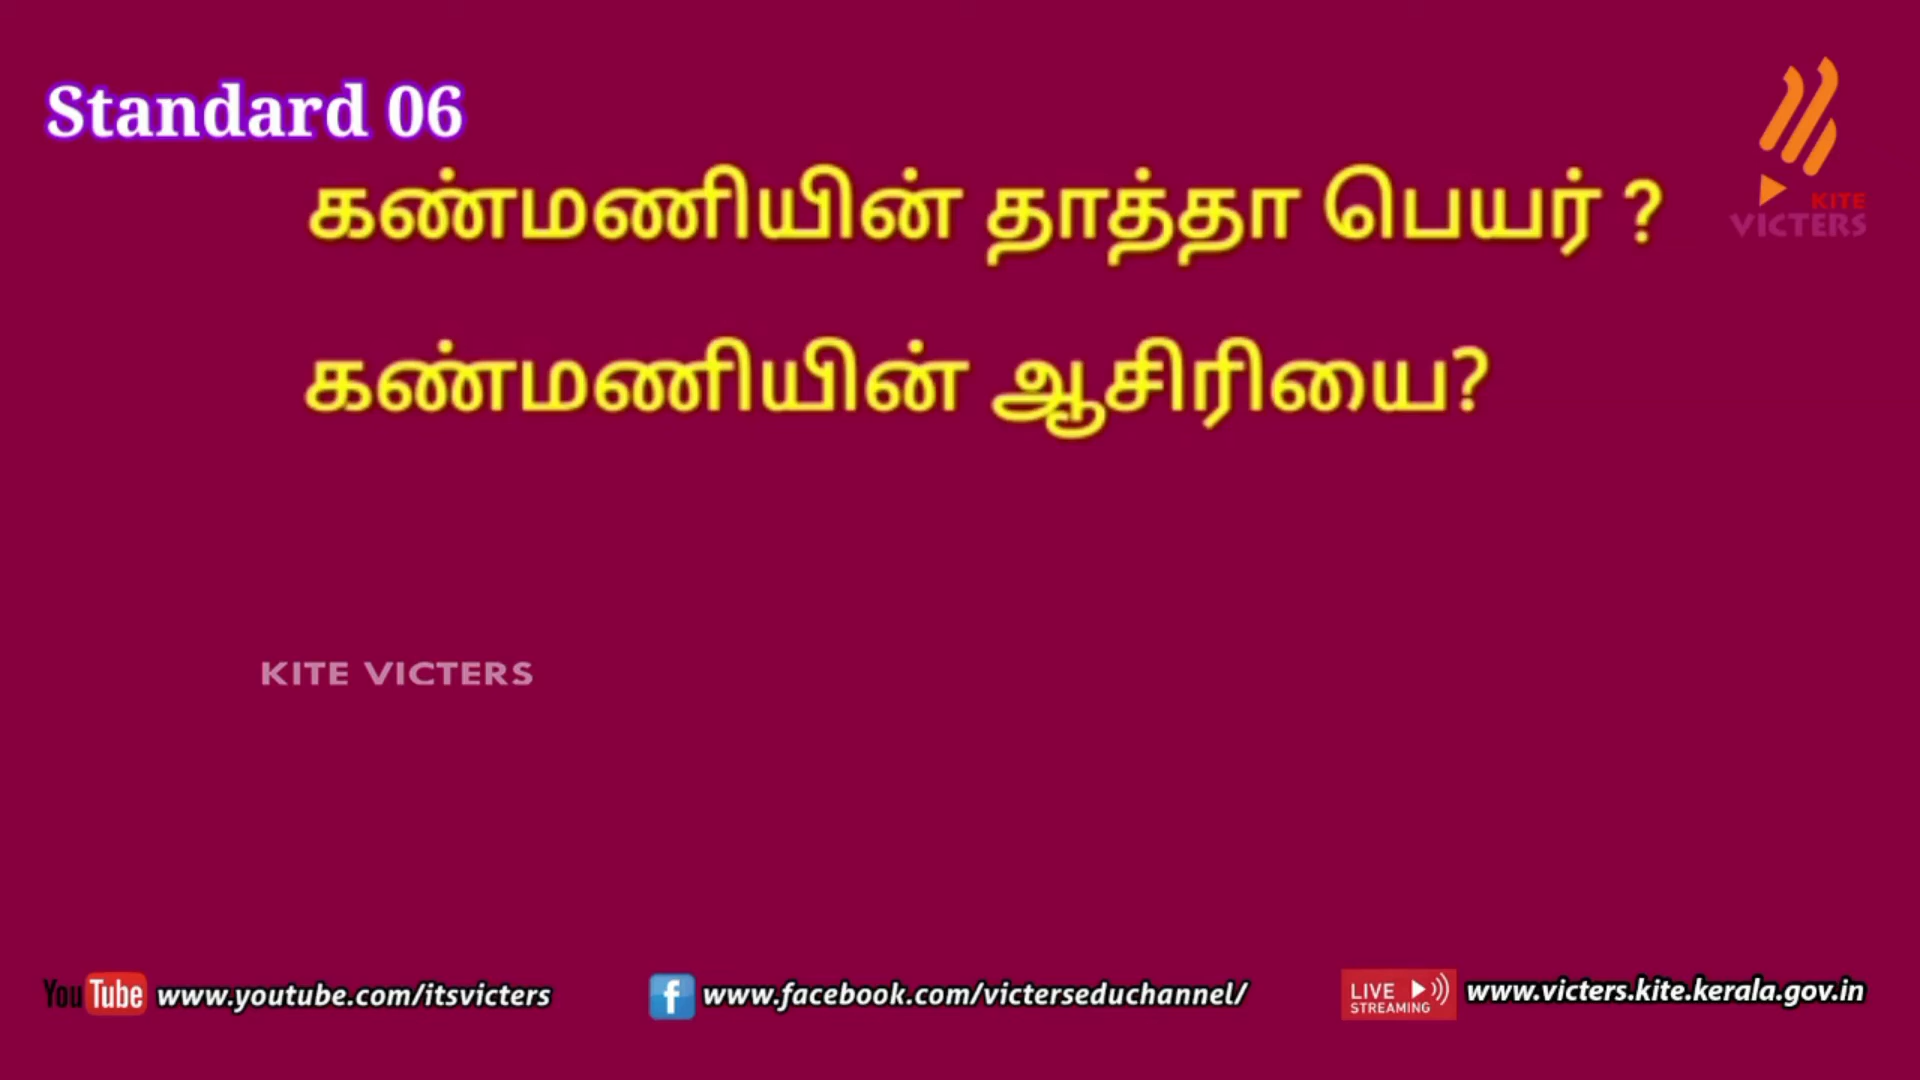 Standard 06
கண்மணியின் தாத்தா பெயர் ?
KITE
VICTERS
கண்மணியின் ஆசிரியை?
KITE VICTERS
YouTube www.youtube.com/itsvicters
f www.facebook.com/victerseduchannel/
LIVE STREAMING www.victers.kite.kerala.gov.in